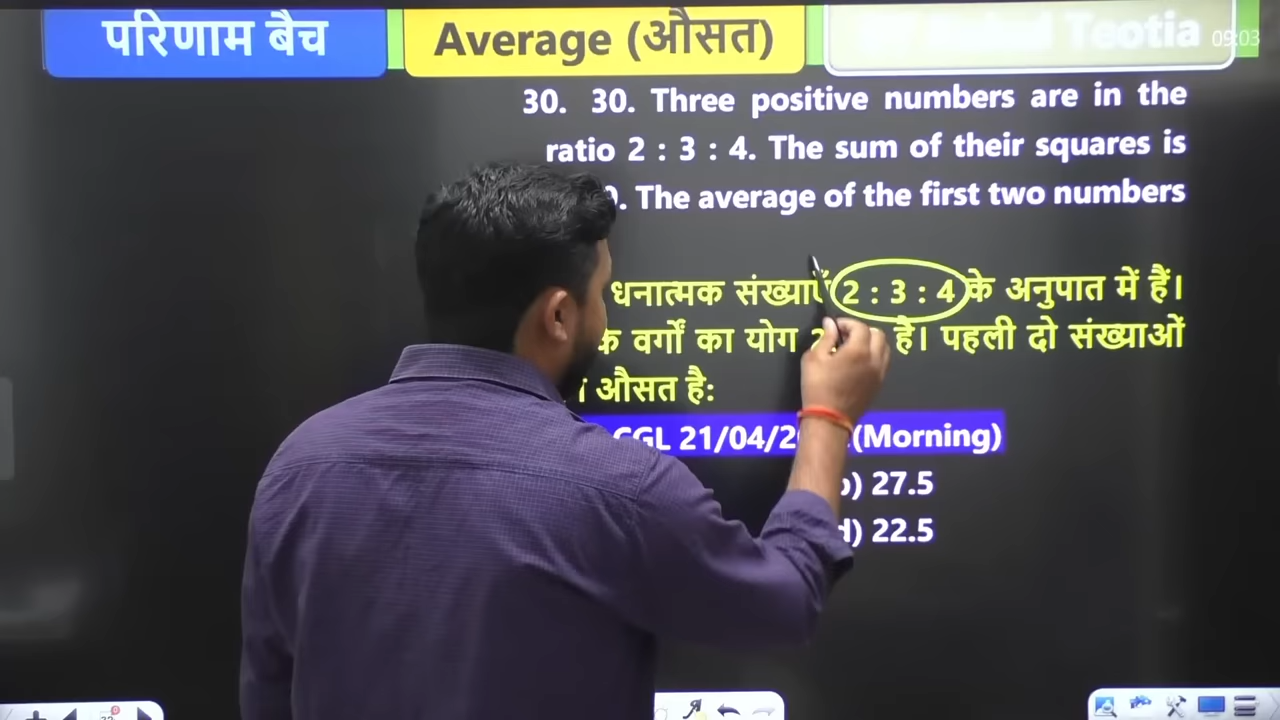 परिणाम बैच
Average (औसत)
Teotia
09:03
30. 30. Three positive numbers are in the
ratio 2 : 3 : 4. The sum of their squares is
. The average of the first two numbers
धनात्मक संख्याएँ 2 : 3 : 4 के अनुपात में हैं।
के वर्गों का योग है। पहली दो संख्याओं
औसत है:
CGL 21/04/2 (Morning)
b) 27.5
d) 22.5